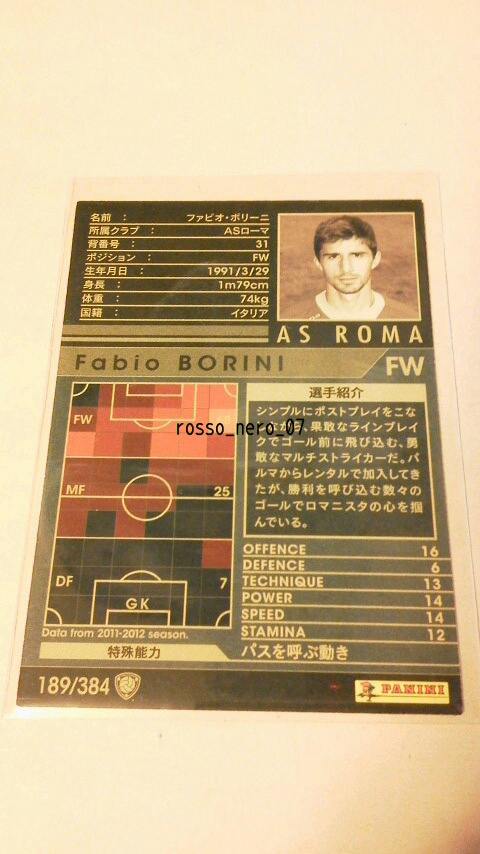 名前 : ファビオ・ボリーニ
所属クラブ : ASローマ
背番号 : 31
ポジション : FW
生年月日 : 1991/3/29
身長 : 1m79cm
体重 : 74kg
国籍 : イタリア
AS ROMA
Fabio BORINI FW
FW
MF 25
DF 7
GK
Data from 2011-2012 season.
選手紹介
シンプルにポストプレイをこな
果敢なラインブレイ
クでゴール前に飛び込む、勇
敢なマルチストライカーだ。パ
ルマからレンタルで加入してき
たが、勝利を呼び込む数々の
ゴールでロマニスタの心を掴
んでいる。
OFFENCE 16
DEFENCE 6
TECHNIQUE 13
POWER 14
SPEED 14
STAMINA 12
特殊能力 パスを呼ぶ動き
189/384 PANINI
rosso_nero_07